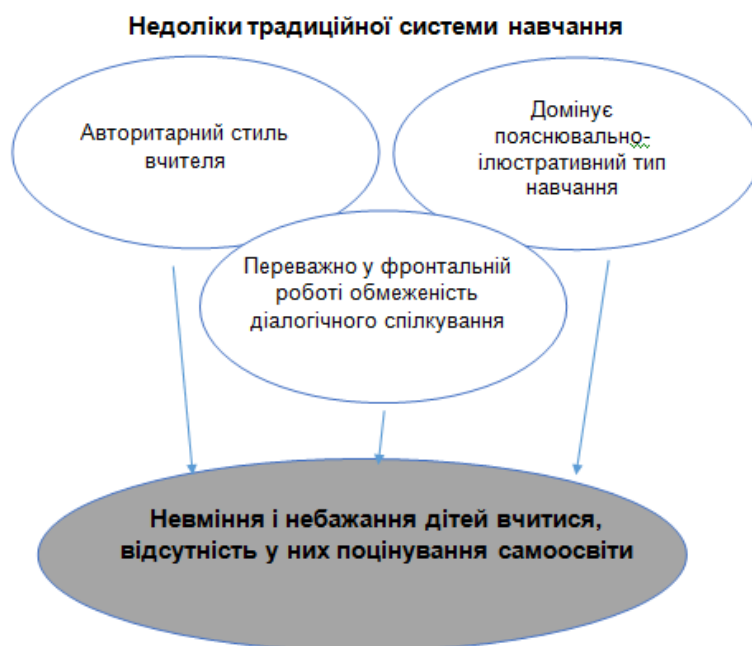 Недоліки традиційної системи навчання
Авторитарний стиль
вчителя
Домінує
пояснювально-
ілюстративний тип
навчання
Переважно у фронтальній
роботі обмеженість
діалогічного спілкування
Невміння і небажання дітей вчитися,
відсутність у них поцінування самоосвіти